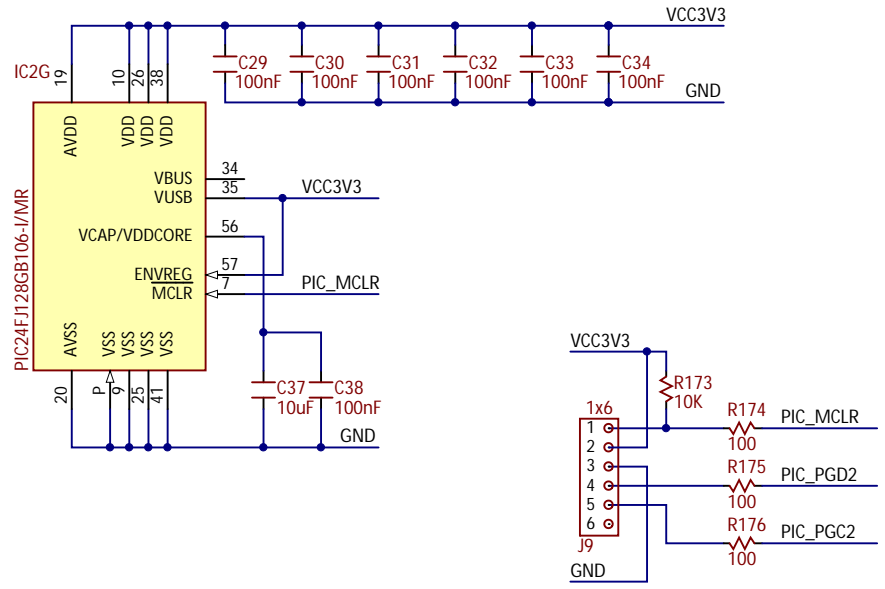 VCC3V3
IC2G
19
10
26
38
C29
100nF
C30
100nF
C31
100nF
C32
100nF
C33
100nF
C34
100nF
GND
AVDD
VDD
VDD
VDD
VBUS
34
VUSB
35
VCC3V3
VCAP/VDDCORE
56
ENVREG
57
MCLR
7
PIC_MCLR
PIC24FJ128GB106-I/MR
AVSS
VSS
VSS
VSS
VSS
20
P
9
25
41
C37
10uF
C38
100nF
GND
VCC3V3
R173
10K
1x6
1
2
3
4
5
6
J9
R174
100
PIC_MCLR
R175
100
PIC_PGD2
R176
100
PIC_PGC2
GND